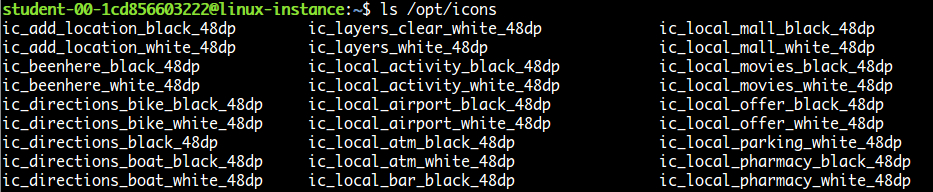 student-00-1cd856603222@linux-instance:~$ ls /opt/icons
ic_add_location_black_48dp ic_layers_clear_white_48dp ic_local_mall_black_48dp
ic_add_location_white_48dp ic_layers_white_48dp ic_local_mall_white_48dp
ic_beenhere_black_48dp ic_local_activity_black_48dp ic_local_movies_black_48dp
ic_beenhere_white_48dp ic_local_activity_white_48dp ic_local_movies_white_48dp
ic_directions_bike_black_48dp ic_local_airport_black_48dp ic_local_offer_black_48dp
ic_directions_bike_white_48dp ic_local_airport_white_48dp ic_local_offer_white_48dp
ic_directions_black_48dp ic_local_atm_black_48dp ic_local_parking_white_48dp
ic_directions_boat_black_48dp ic_local_atm_white_48dp ic_local_pharmacy_black_48dp
ic_directions_boat_white_48dp ic_local_bar_black_48dp ic_local_pharmacy_white_48dp